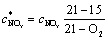 c*NOx = cNOx (21 − 15) / (21 − O2)